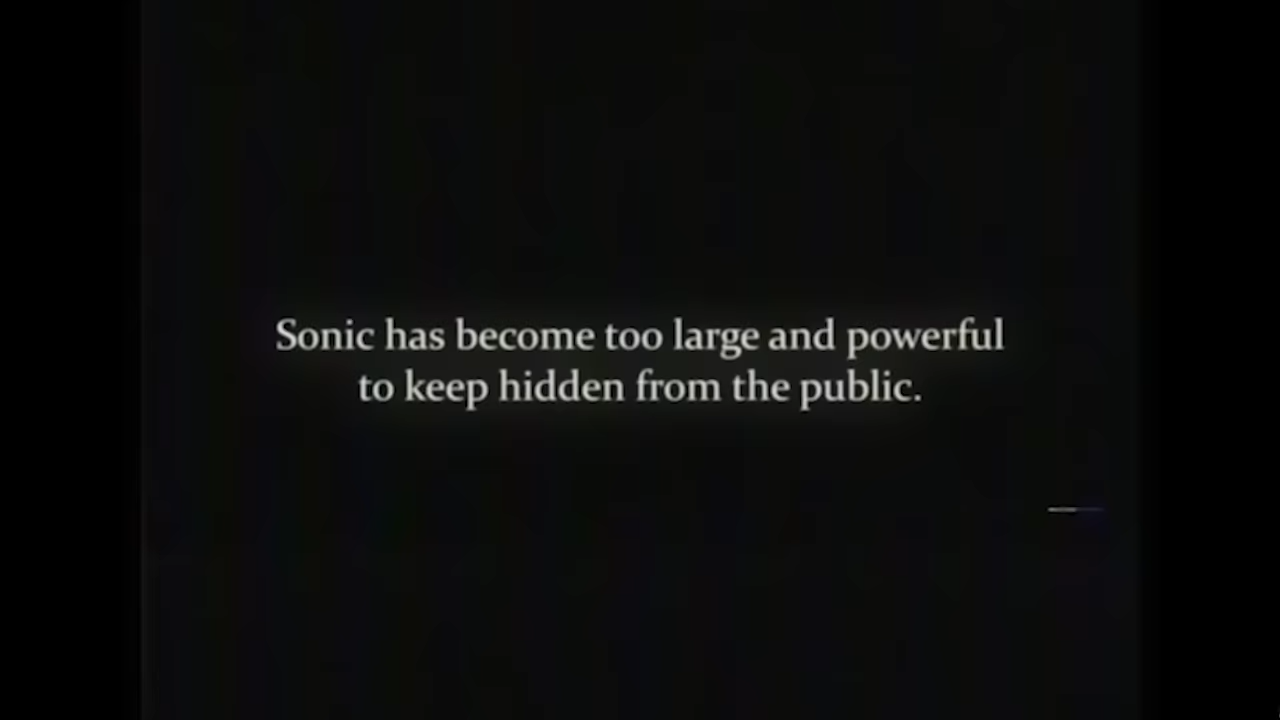 Sonic has become too large and powerful
to keep hidden from the public.